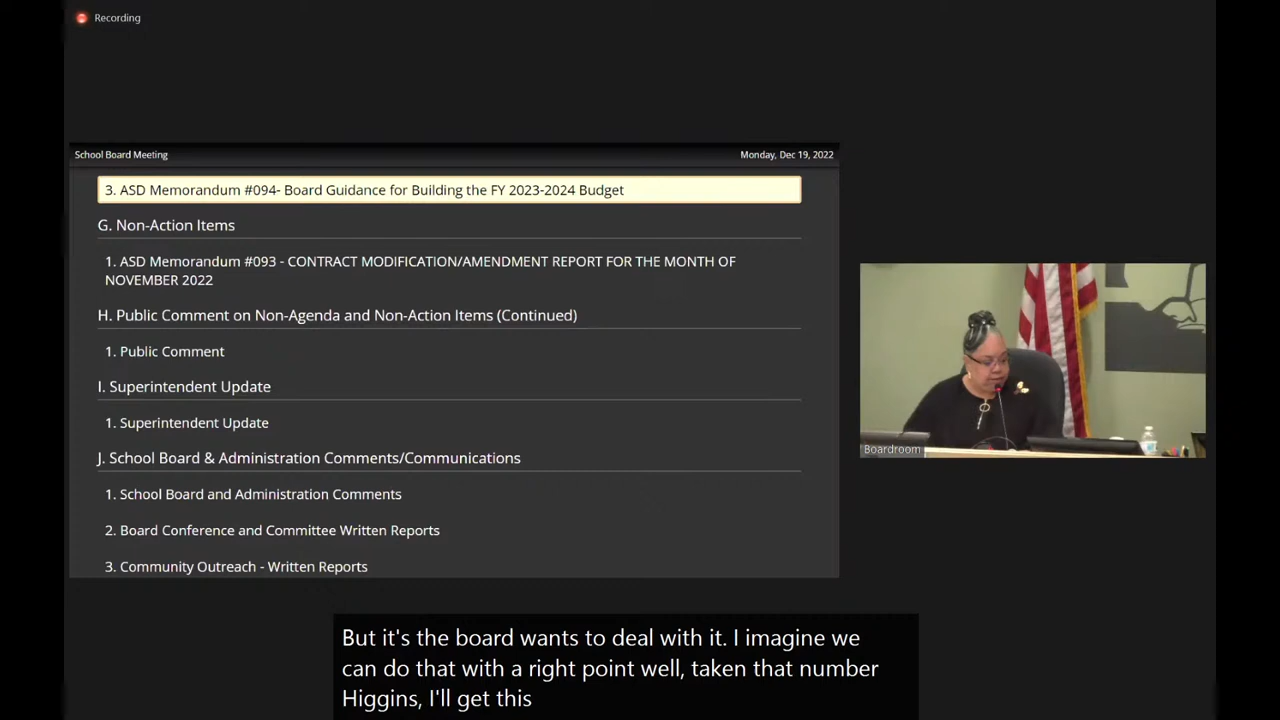 Recording
School Board Meeting
Monday, Dec 19, 2022
3. ASD Memorandum #094- Board Guidance for Building the FY 2023-2024 Budget
G. Non-Action Items
1. ASD Memorandum #093 - CONTRACT MODIFICATION/AMENDMENT REPORT FOR THE MONTH OF
NOVEMBER 2022
H. Public Comment on Non-Agenda and Non-Action Items (Continued)
1. Public Comment
I. Superintendent Update
1. Superintendent Update
J. School Board & Administration Comments/Communications
1. School Board and Administration Comments
2. Board Conference and Committee Written Reports
3. Community Outreach - Written Reports
Boardroom
But it's the board wants to deal with it. I imagine we
can do that with a right point well, taken that number
Higgins, I'll get this